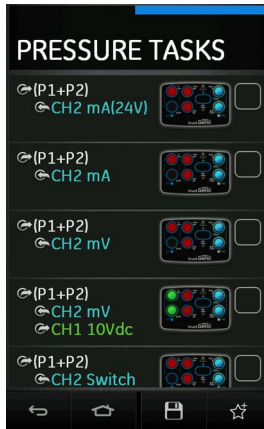 PRESSURE TASKS
(P1+P2)
CH2 mA(24V)
(P1+P2)
CH2 mA
(P1+P2)
CH2 mV
(P1+P2)
CH2 mV
CH1 10Vdc
(P1+P2)
CH2 Switch